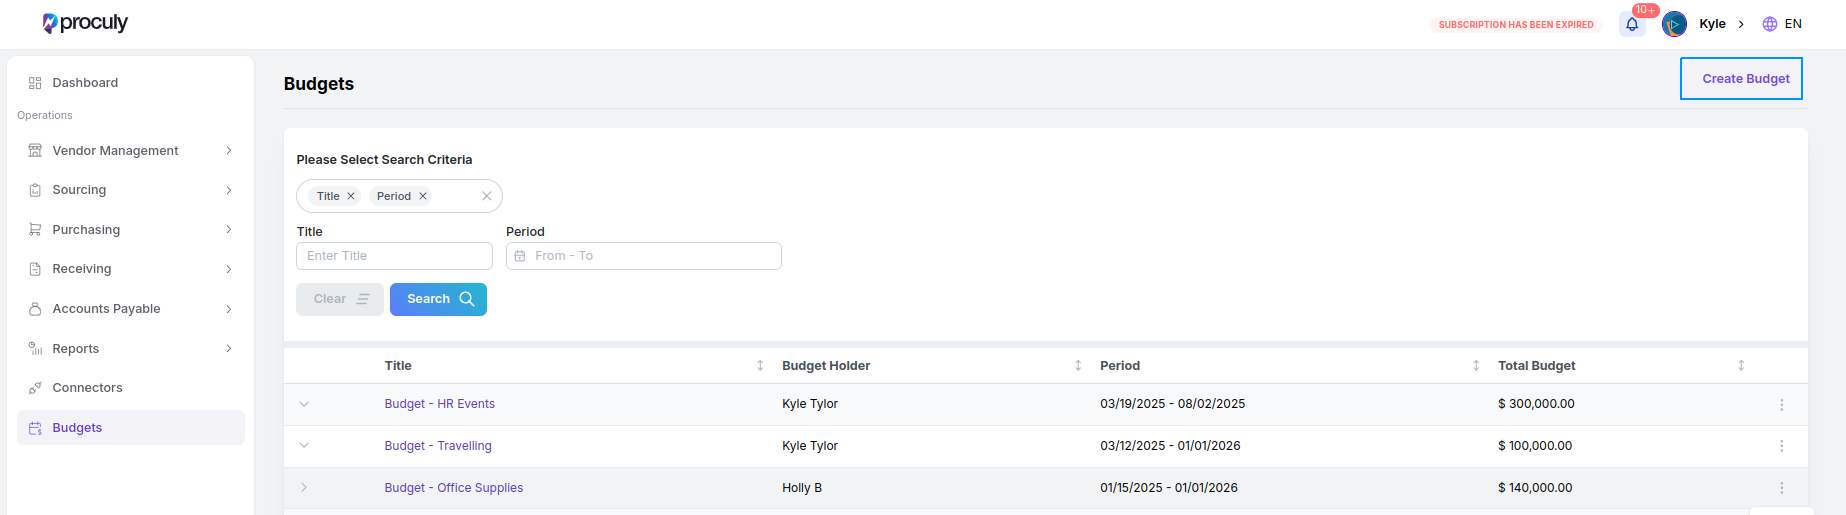 proculy
SUBSCRIPTION HAS BEEN EXPIRED
10+
Kyle
EN
Dashboard
Operations
Vendor Management
Sourcing
Purchasing
Receiving
Accounts Payable
Reports
Connectors
Budgets
Budgets
Create Budget
Please Select Search Criteria
Title Period
Title Period
Enter Title From - To
Clear Search
Title Budget Holder Period Total Budget
Budget - HR Events Kyle Tylor 03/19/2025 - 08/02/2025 $ 300,000.00
Budget - Travelling Kyle Tylor 03/12/2025 - 01/01/2026 $ 100,000.00
Budget - Office Supplies Holly B 01/15/2025 - 01/01/2026 $ 140,000.00